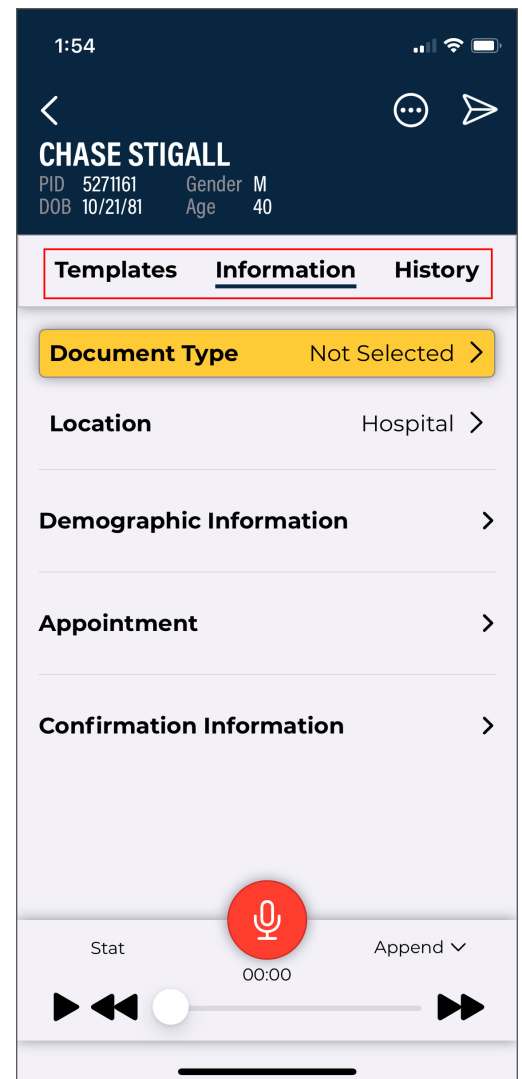 1:54
CHASE STIGALL
PID 5271161 Gender M
DOB 10/21/81 Age 40
Templates Information History
Document Type Not Selected
Location Hospital
Demographic Information
Appointment
Confirmation Information
Stat Append
00:00